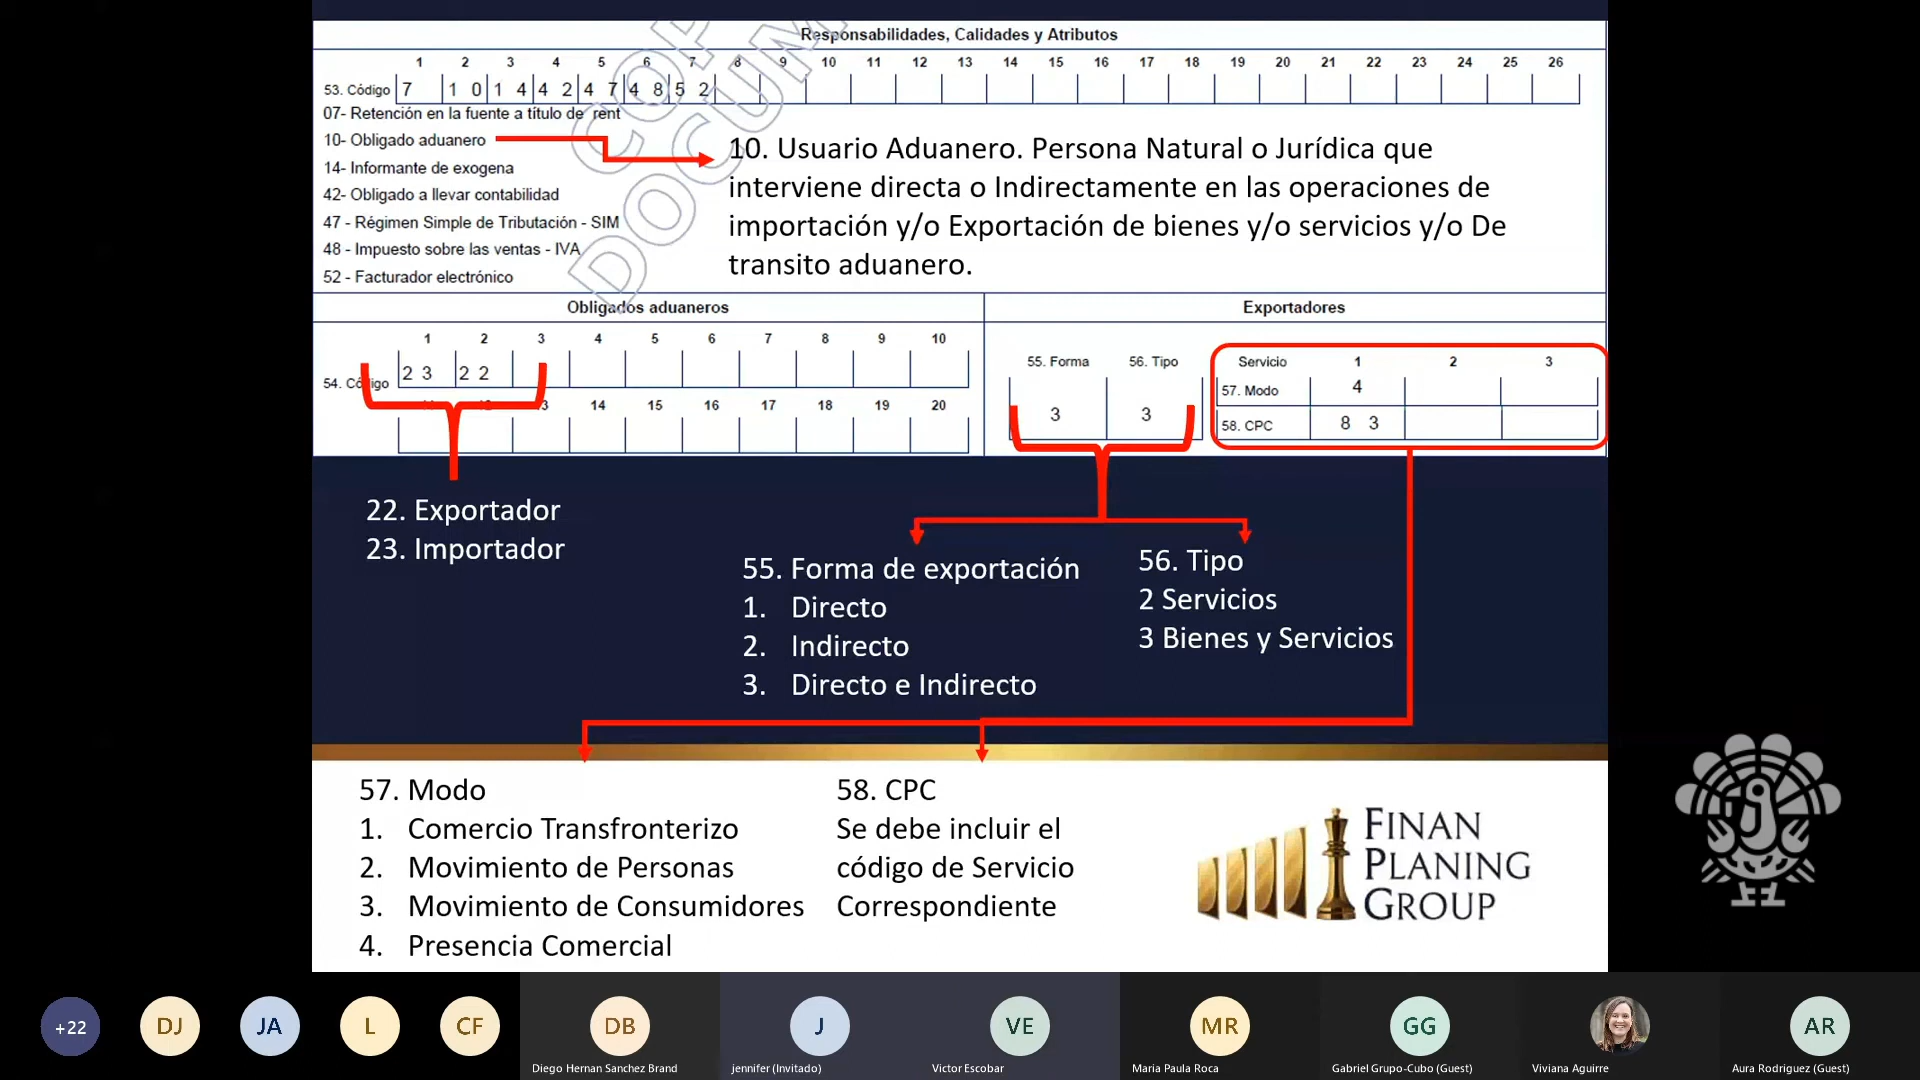 Responsabilidades, Calidades y Atributos
1 2 3 4 5 6 7 8 9 10 11 12 13 14 15 16 17 18 19 20 21 22 23 24 25 26
53. Código 7 1 0 1 4 4 2 4 7 4 8 5 2
07- Retención en la fuente a título de rent
10- Obligado aduanero
14- Informante de exogena
42- Obligado a llevar contabilidad
47 - Régimen Simple de Tributación - SIM
48 - Impuesto sobre las ventas - IVA
52 - Facturador electrónico
COP
DOCUM
10. Usuario Aduanero. Persona Natural o Jurídica que
interviene directa o Indirectamente en las operaciones de
importación y/o Exportación de bienes y/o servicios y/o De
transito aduanero.
Obligados aduaneros
1 2 3 4 5 6 7 8 9 10
54. Código 2 3 2 2
13 14 15 16 17 18 19 20
Exportadores
55. Forma 56. Tipo
3 3
Servicio 1 2 3
57. Modo 4
58. CPC 8 3
22. Exportador
23. Importador
55. Forma de exportación
1. Directo
2. Indirecto
3. Directo e Indirecto
56. Tipo
2 Servicios
3 Bienes y Servicios
57. Modo
1. Comercio Transfronterizo
2. Movimiento de Personas
3. Movimiento de Consumidores
4. Presencia Comercial
58. CPC
Se debe incluir el
código de Servicio
Correspondiente
FINAN
PLANING
GROUP
+22 DJ JA L CF DB J VE MR GG AR
Diego Hernan Sanchez Brand
jennifer (Invitado)
Victor Escobar
Maria Paula Roca
Gabriel Grupo-Cubo (Guest)
Viviana Aguirre
Aura Rodriguez (Guest)